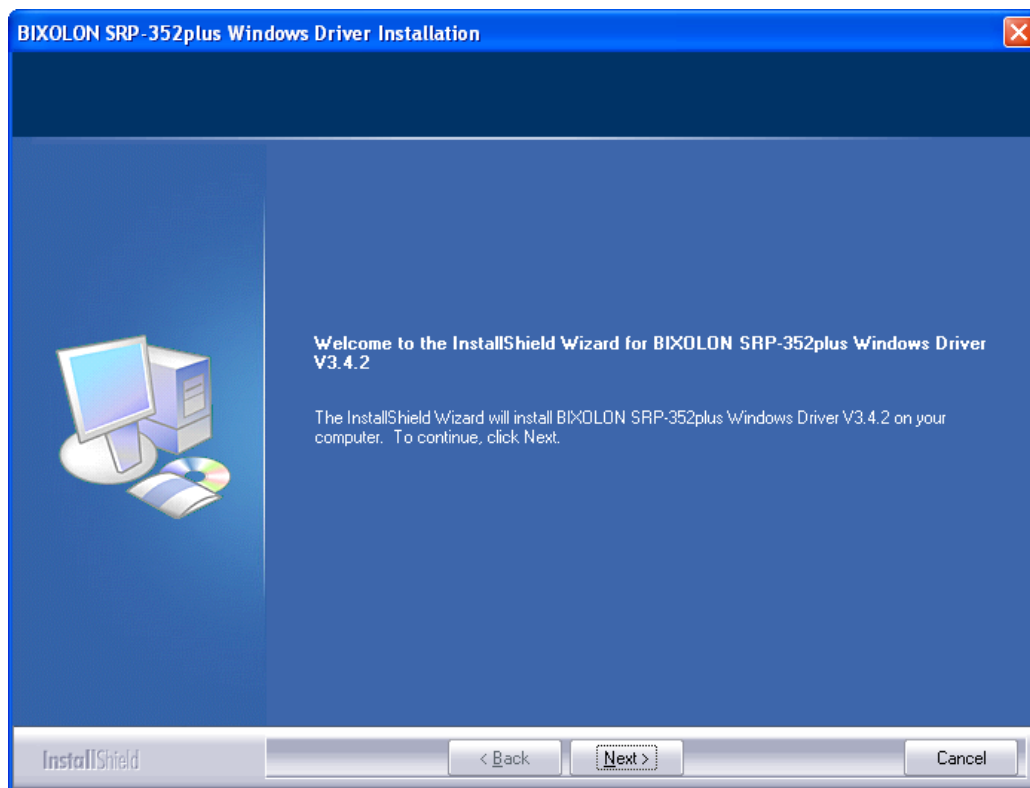 BIXOLON SRP-352plus Windows Driver Installation
Welcome to the InstallShield Wizard for BIXOLON SRP-352plus Windows Driver
V3.4.2
The InstallShield Wizard will install BIXOLON SRP-352plus Windows Driver V3.4.2 on your
computer. To continue, click Next.
InstallShield
< Back
Next >
Cancel